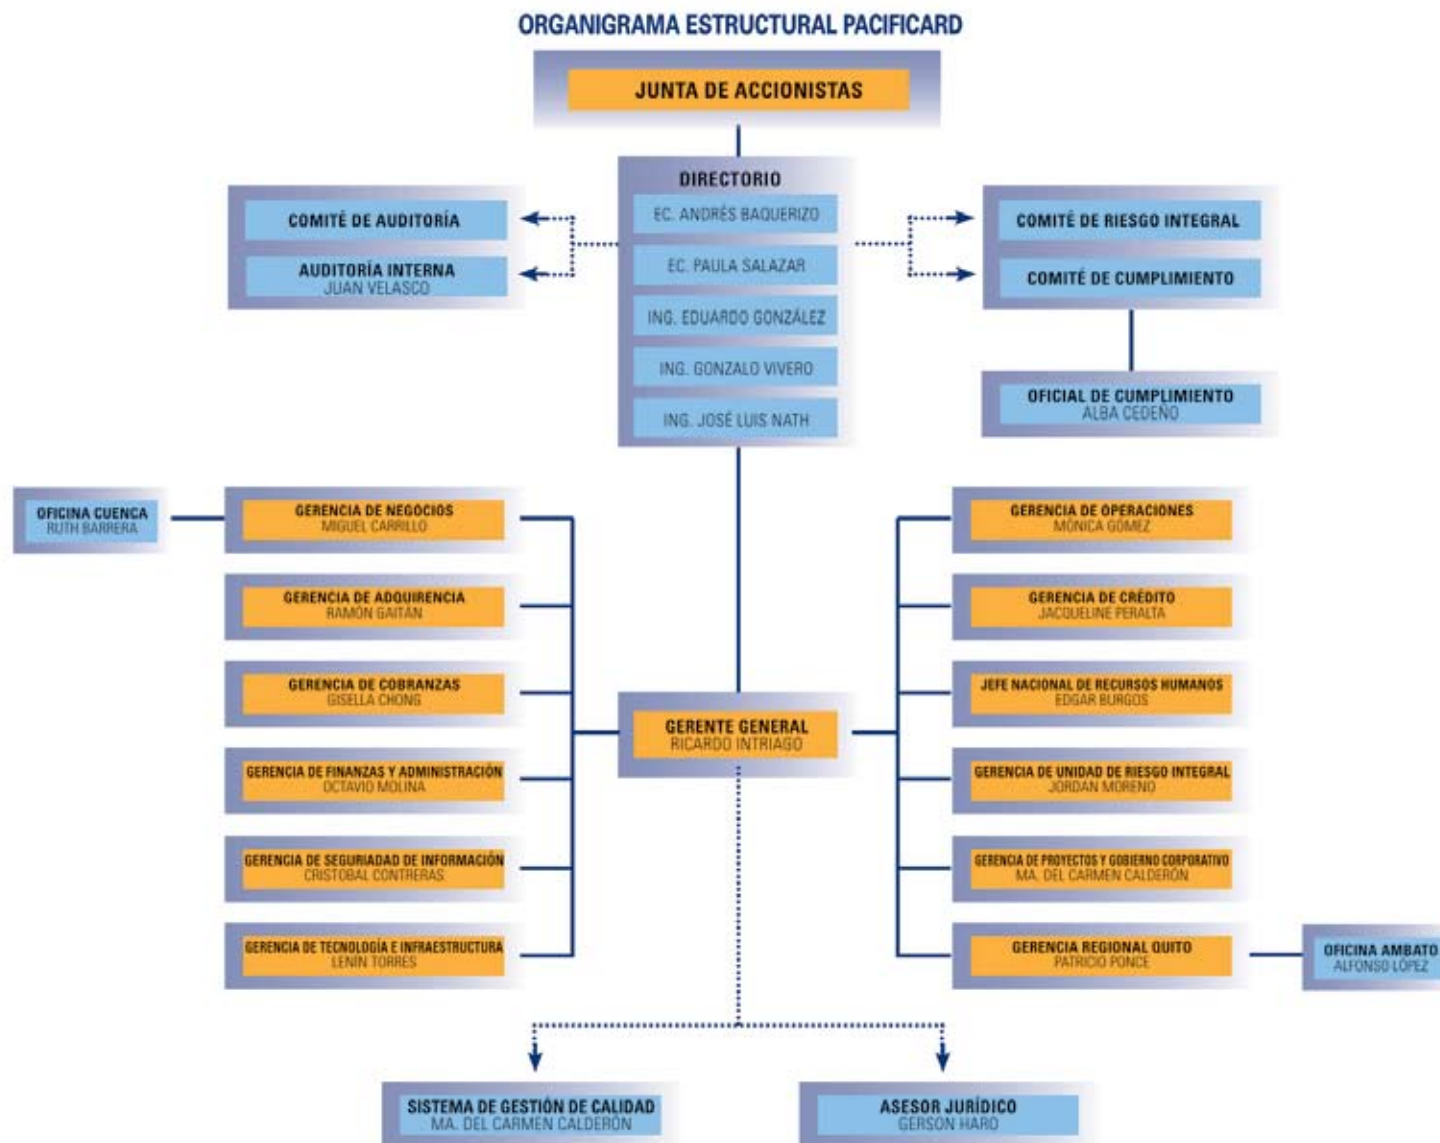 ORGANIGRAMA ESTRUCTURAL PACIFICARD
JUNTA DE ACCIONISTAS
DIRECTORIO
EC. ANDRÉS BAQUERIZO
EC. PAULA SALAZAR
ING. EDUARDO GONZÁLEZ
ING. GONZALO VIVERO
ING. JOSÉ LUIS NATH
COMITÉ DE AUDITORÍA
AUDITORÍA INTERNA
JUAN VELASCO
COMITÉ DE RIESGO INTEGRAL
COMITÉ DE CUMPLIMIENTO
OFICIAL DE CUMPLIMIENTO
ALBA CEDEÑO
OFICINA CUENCA
RUTH BARRERA
GERENCIA DE NEGOCIOS
MIGUEL CARRILLO
GERENCIA DE ADQUIRENCIA
RAMÓN GAITÁN
GERENCIA DE COBRANZAS
GISELLA CHONG
GERENCIA DE FINANZAS Y ADMINISTRACIÓN
OCTAVIO MOLINA
GERENCIA DE SEGURIADAD DE INFORMACIÓN
CRISTOBAL CONTRERAS
GERENCIA DE TECNOLOGÍA E INFRAESTRUCTURA
LENÍN TORRES
GERENTE GENERAL
RICARDO INTRIAGO
GERENCIA DE OPERACIONES
MÓNICA GÓMEZ
GERENCIA DE CRÉDITO
JACQUELINE PERALTA
JEFE NACIONAL DE RECURSOS HUMANOS
EDGAR BURGOS
GERENCIA DE UNIDAD DE RIESGO INTEGRAL
JORDAN MORENO
GERENCIA DE PROYECTOS Y GOBIERNO CORPORATIVO
MA. DEL CARMEN CALDERÓN
GERENCIA REGIONAL QUITO
PATRICIO PONCE
OFICINA AMBATO
ALFONSO LÓPEZ
SISTEMA DE GESTIÓN DE CALIDAD
MA. DEL CARMEN CALDERÓN
ASESOR JURÍDICO
GERSON HARO